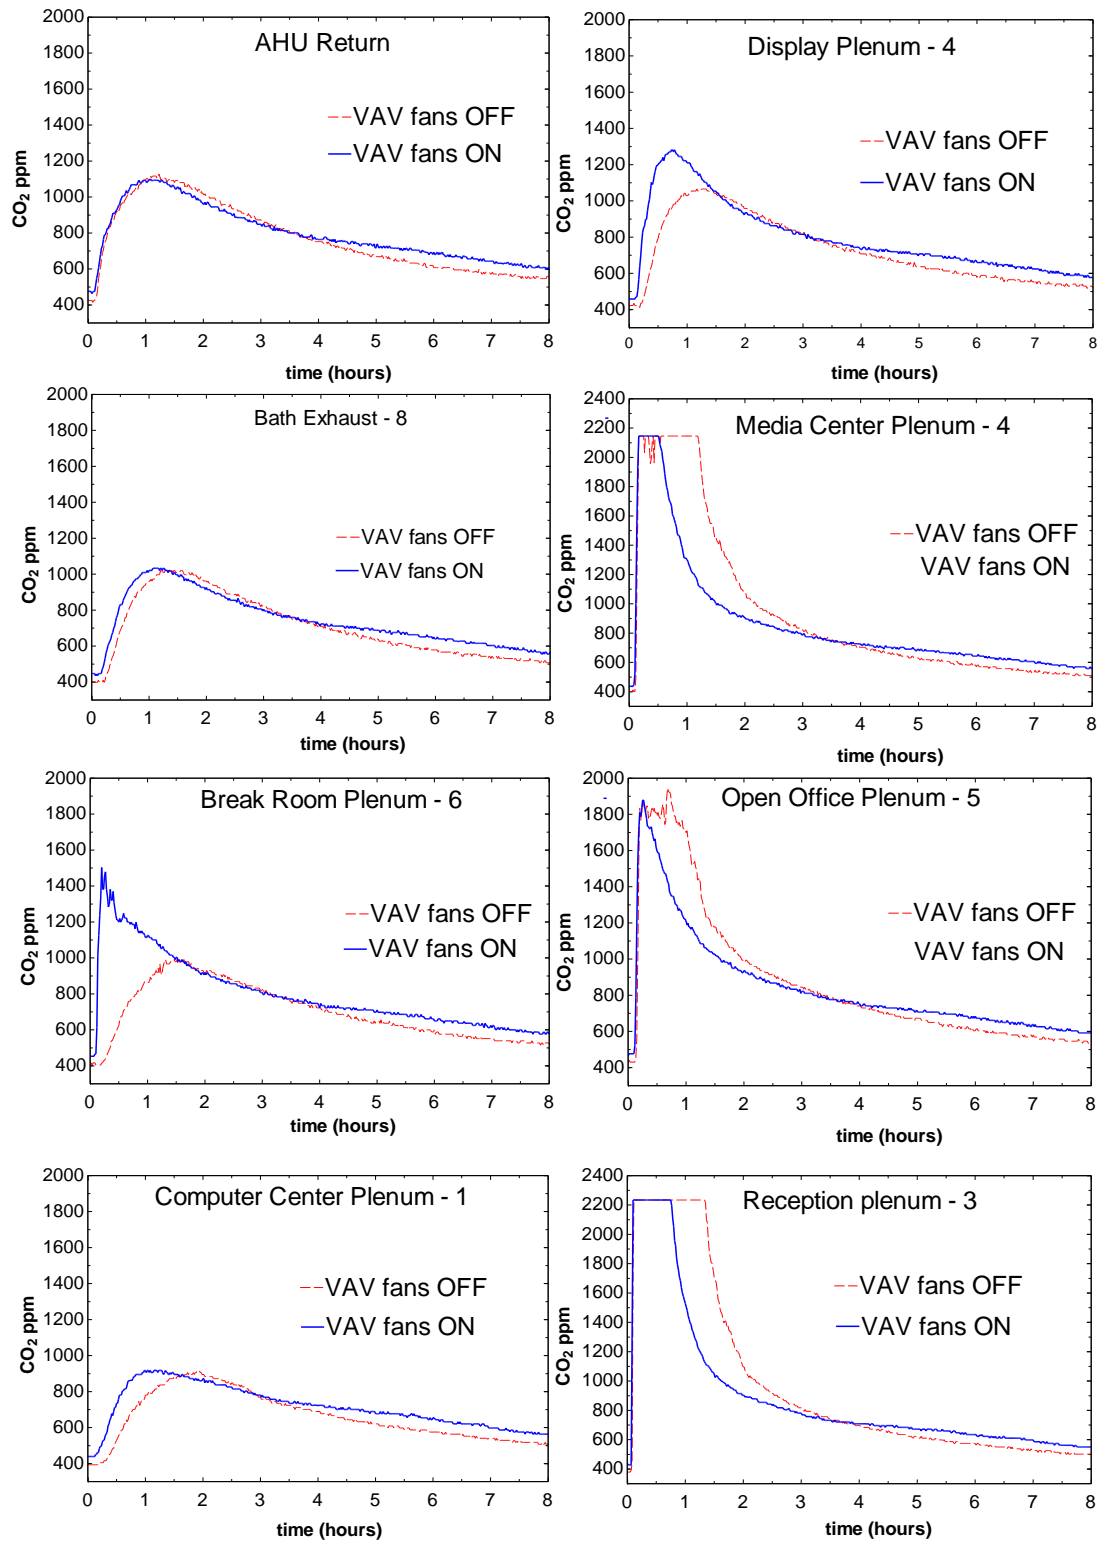 AHU Return
VAV fans OFF
VAV fans ON
CO2 ppm
2000
1800
1600
1400
1200
1000
800
600
400
0 1 2 3 4 5 6 7 8
time (hours)
Display Plenum - 4
VAV fans OFF
VAV fans ON
CO2 ppm
2000
1800
1600
1400
1200
1000
800
600
400
0 1 2 3 4 5 6 7 8
time (hours)
Bath Exhaust - 8
VAV fans OFF
VAV fans ON
CO2 ppm
2000
1800
1600
1400
1200
1000
800
600
400
0 1 2 3 4 5 6 7 8
time (hours)
Media Center Plenum - 4
VAV fans OFF
VAV fans ON
CO2 ppm
2400
2200
2000
1800
1600
1400
1200
1000
800
600
400
0 1 2 3 4 5 6 7 8
time (hours)
Break Room Plenum - 6
VAV fans OFF
VAV fans ON
CO2 ppm
2000
1800
1600
1400
1200
1000
800
600
400
0 1 2 3 4 5 6 7 8
time (hours)
Open Office Plenum - 5
VAV fans OFF
VAV fans ON
CO2 ppm
2000
1800
1600
1400
1200
1000
800
600
400
0 1 2 3 4 5 6 7 8
time (hours)
Computer Center Plenum - 1
VAV fans OFF
VAV fans ON
CO2 ppm
2000
1800
1600
1400
1200
1000
800
600
400
0 1 2 3 4 5 6 7 8
time (hours)
Reception plenum - 3
VAV fans OFF
VAV fans ON
CO2 ppm
2400
2200
2000
1800
1600
1400
1200
1000
800
600
400
0 1 2 3 4 5 6 7 8
time (hours)